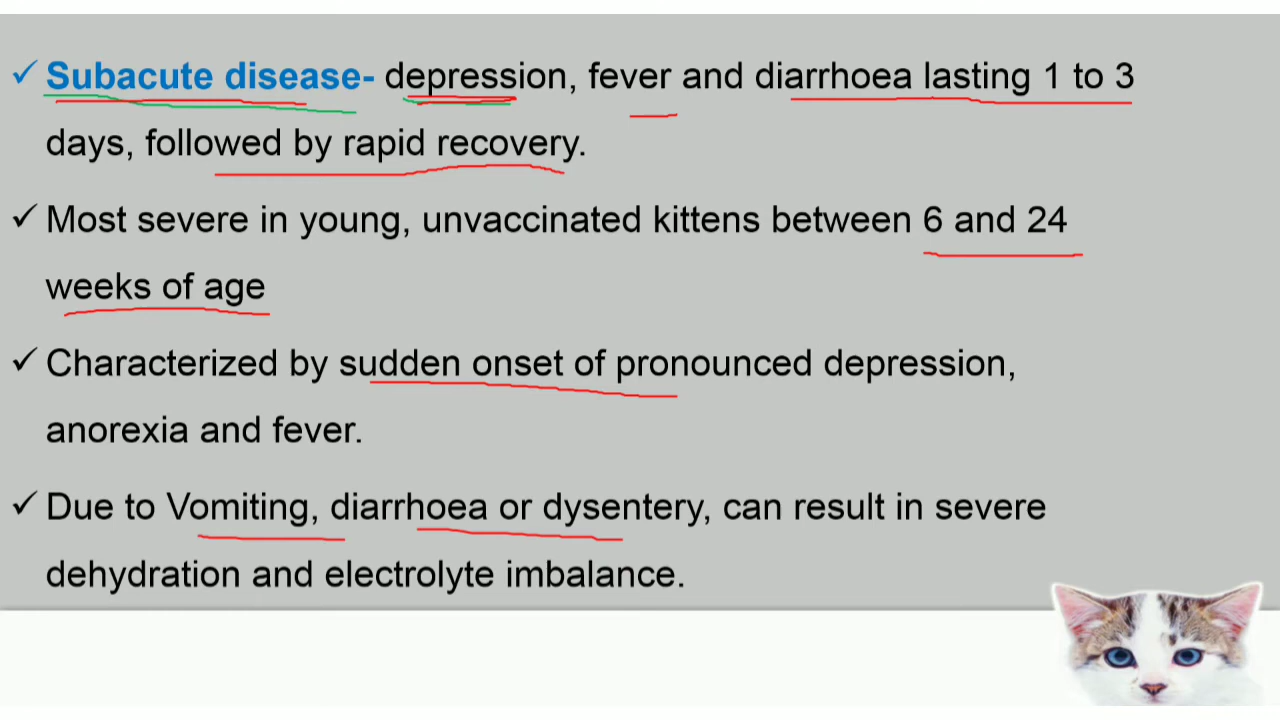 ✓ Subacute disease- depression, fever and diarrhoea lasting 1 to 3
days, followed by rapid recovery.
✓ Most severe in young, unvaccinated kittens between 6 and 24
weeks of age
✓ Characterized by sudden onset of pronounced depression,
anorexia and fever.
✓ Due to Vomiting, diarrhoea or dysentery, can result in severe
dehydration and electrolyte imbalance.